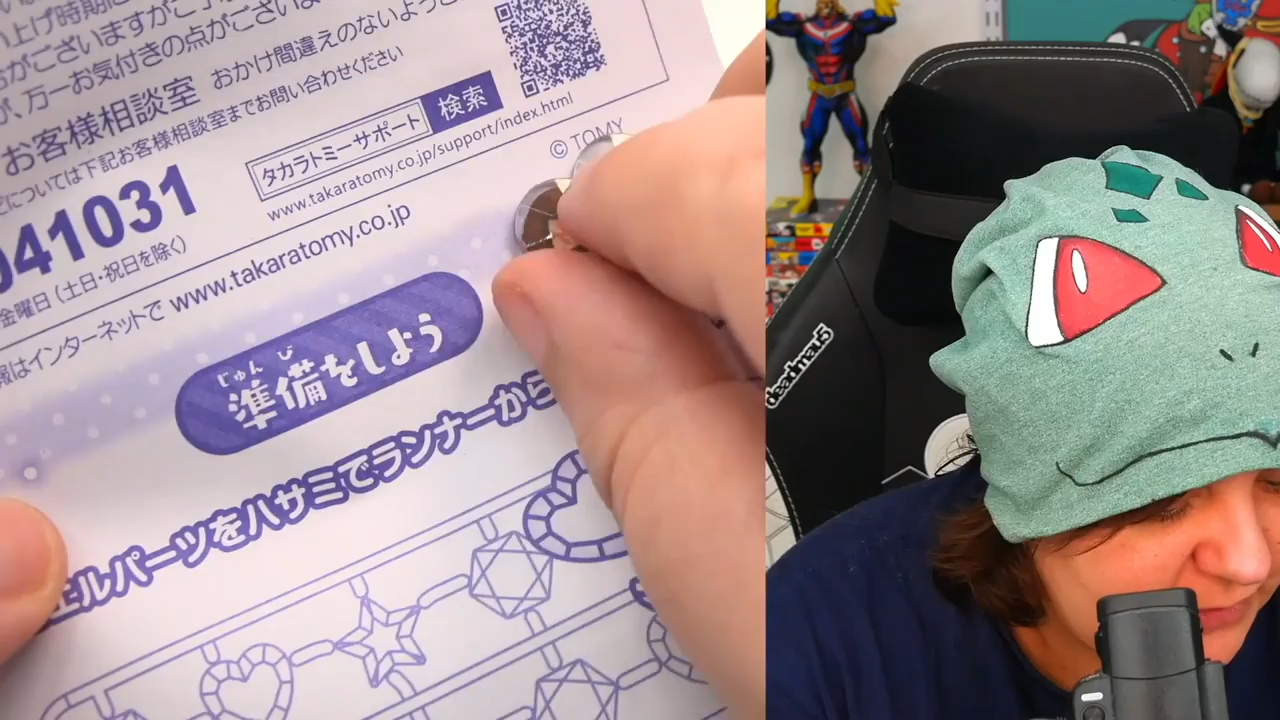 い上げ時期に
がございますがご了
が、万一お気付きの点がございま
お客様相談室 おかけ間違えのないよう
については下記お客様相談室までお問い合わせください
タカラトミーサポート 検索
www.takaratomy.co.jp/support/index.html
041031
© TOMY
金曜日(土日・祝日を除く)
報はインターネットで www.takaratomy.co.jp
じゅん び
準備をしよう
エルパーツをハサミでランナーから
deadmau5